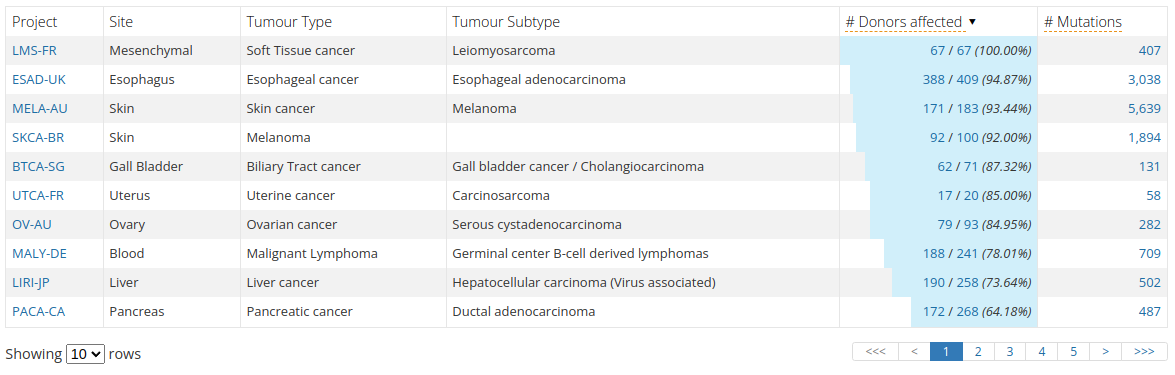 Project Site Tumour Type Tumour Subtype # Donors affected ▼ # Mutations
LMS-FR Mesenchymal Soft Tissue cancer Leiomyosarcoma 67 / 67 (100.00%) 407
ESAD-UK Esophagus Esophageal cancer Esophageal adenocarcinoma 388 / 409 (94.87%) 3,038
MELA-AU Skin Skin cancer Melanoma 171 / 183 (93.44%) 5,639
SKCA-BR Skin Melanoma 92 / 100 (92.00%) 1,894
BTCA-SG Gall Bladder Biliary Tract cancer Gall bladder cancer / Cholangiocarcinoma 62 / 71 (87.32%) 131
UTCA-FR Uterus Uterine cancer Carcinosarcoma 17 / 20 (85.00%) 58
OV-AU Ovary Ovarian cancer Serous cystadenocarcinoma 79 / 93 (84.95%) 282
MALY-DE Blood Malignant Lymphoma Germinal center B-cell derived lymphomas 188 / 241 (78.01%) 709
LIRI-JP Liver Liver cancer Hepatocellular carcinoma (Virus associated) 190 / 258 (73.64%) 502
PACA-CA Pancreas Pancreatic cancer Ductal adenocarcinoma 172 / 268 (64.18%) 487
Showing 10 rows <<< < 1 2 3 4 5 > >>>